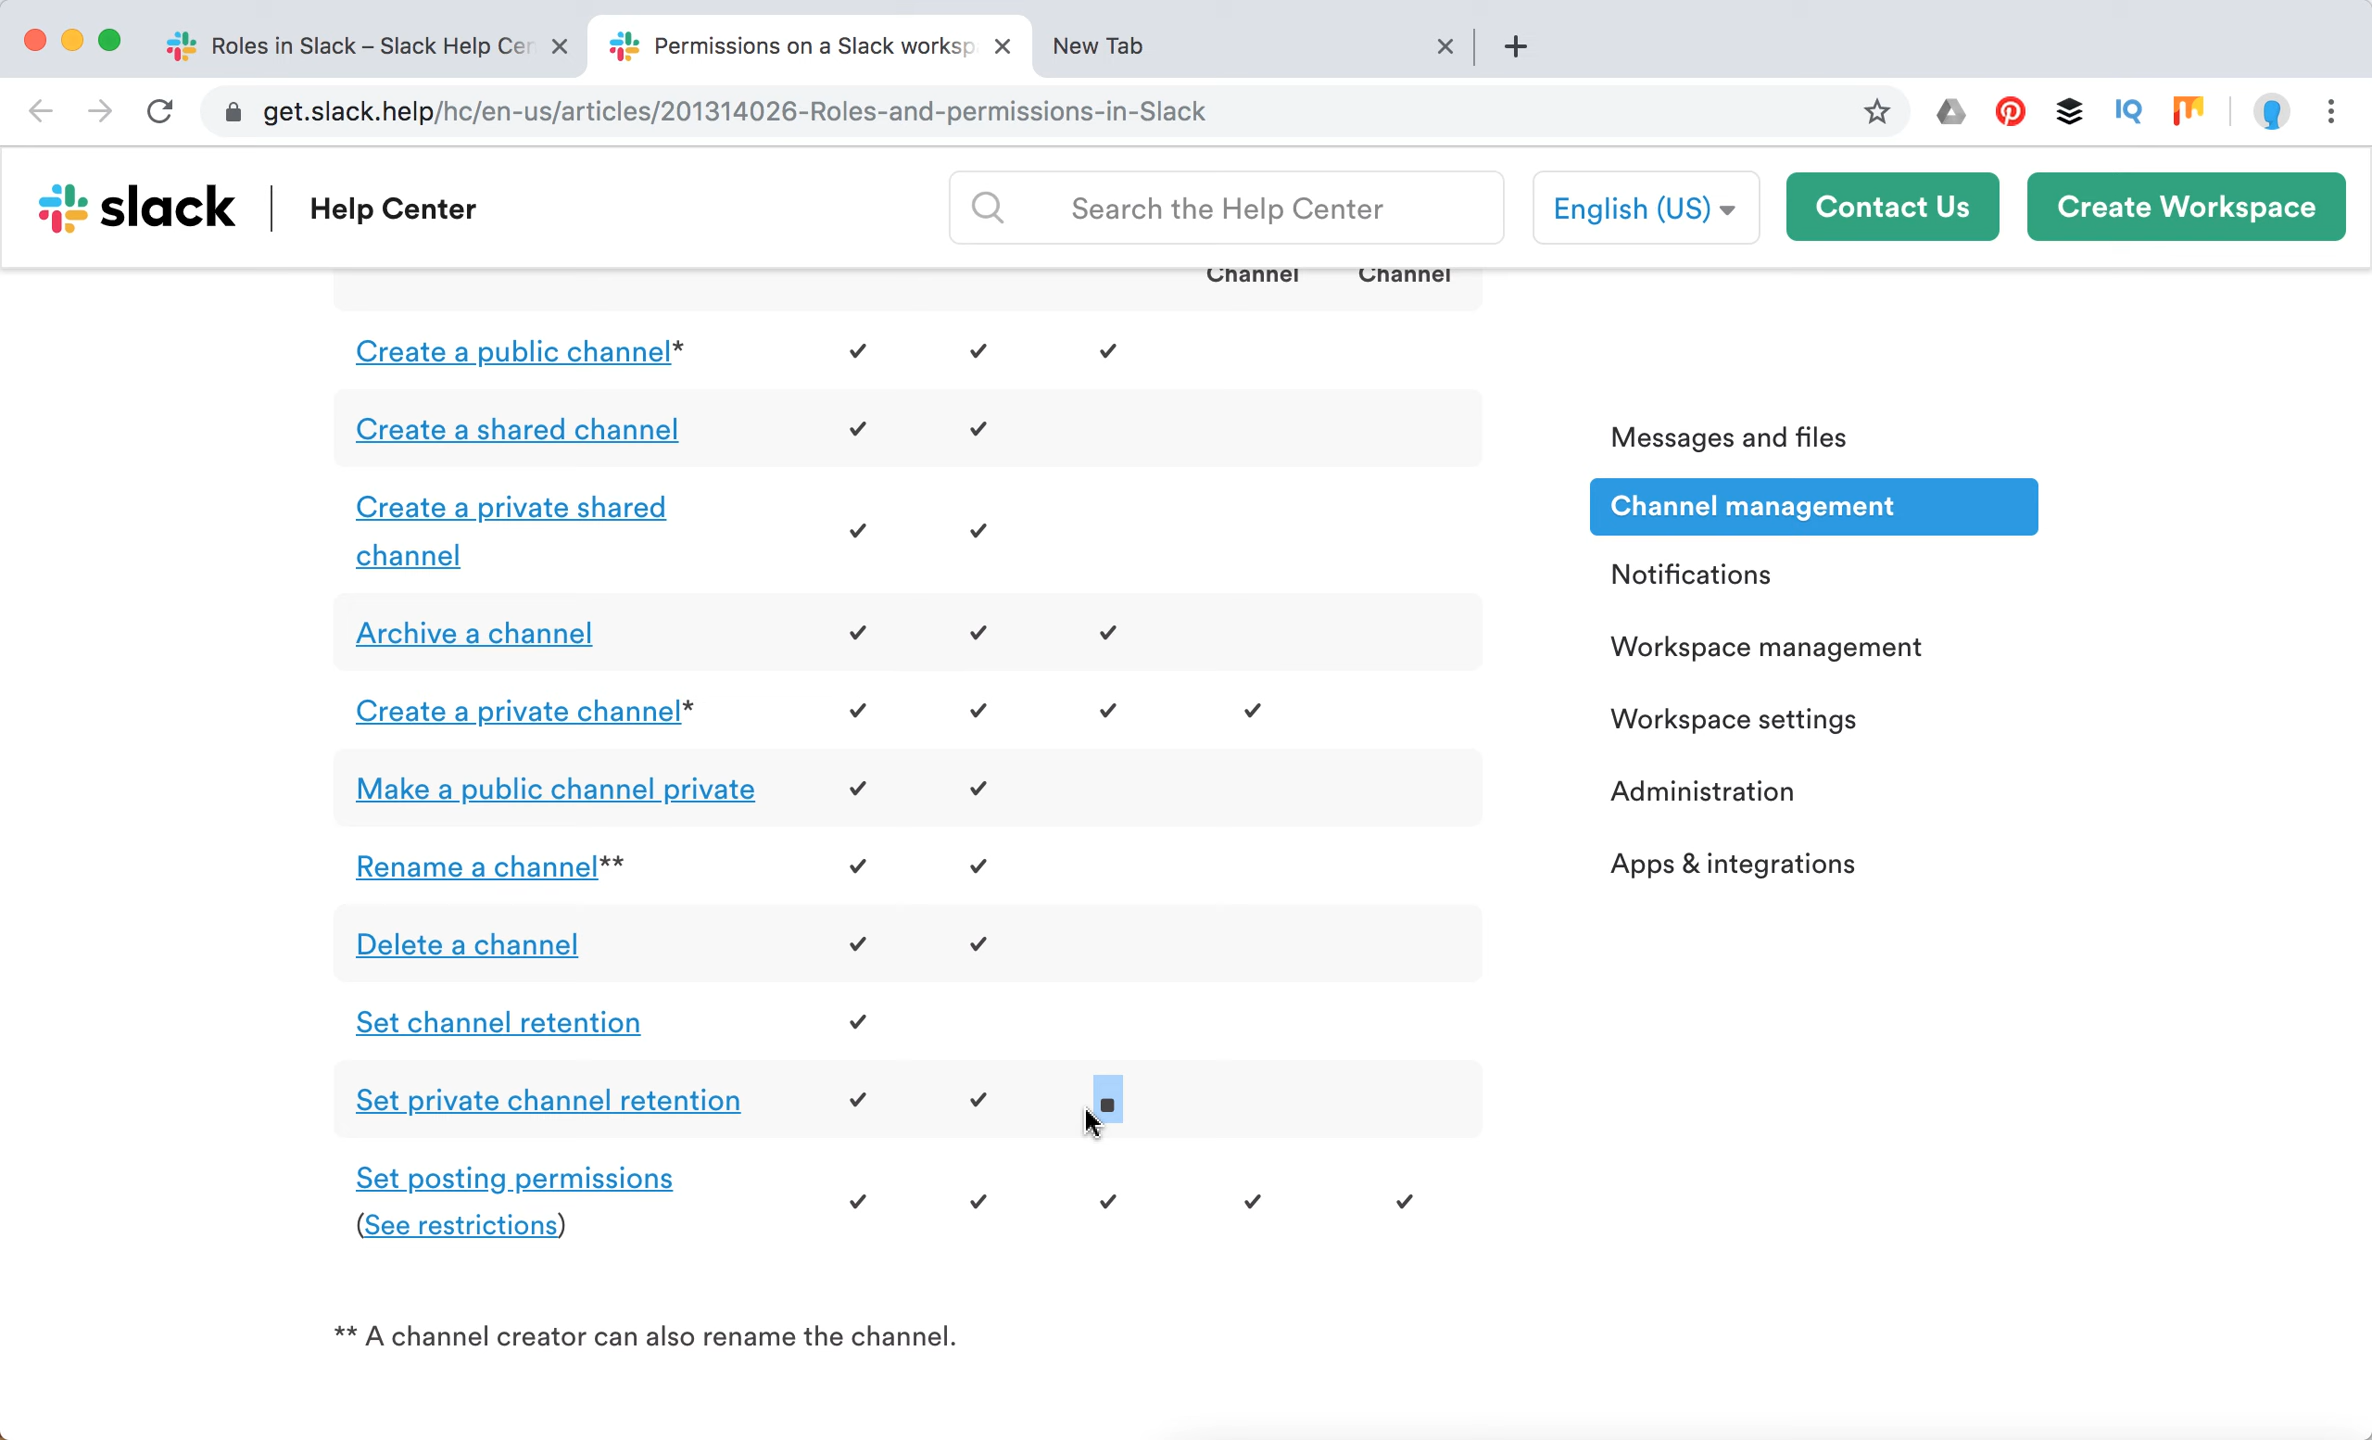 Roles in Slack – Slack Help Cen
Permissions on a Slack worksp
New Tab
get.slack.help/hc/en-us/articles/201314026-Roles-and-permissions-in-Slack
IQ
slack
Help Center
Search the Help Center
English (US)
Contact Us
Create Workspace
Channel Channel
Create a public channel* ✓ ✓ ✓
Create a shared channel ✓ ✓
Create a private shared
channel ✓ ✓
Archive a channel ✓ ✓ ✓
Create a private channel* ✓ ✓ ✓ ✓
Make a public channel private ✓ ✓
Rename a channel** ✓ ✓
Delete a channel ✓ ✓
Set channel retention ✓
Set private channel retention ✓ ✓ ▪
Set posting permissions
(See restrictions) ✓ ✓ ✓ ✓ ✓
** A channel creator can also rename the channel.
Messages and files
Channel management
Notifications
Workspace management
Workspace settings
Administration
Apps & integrations